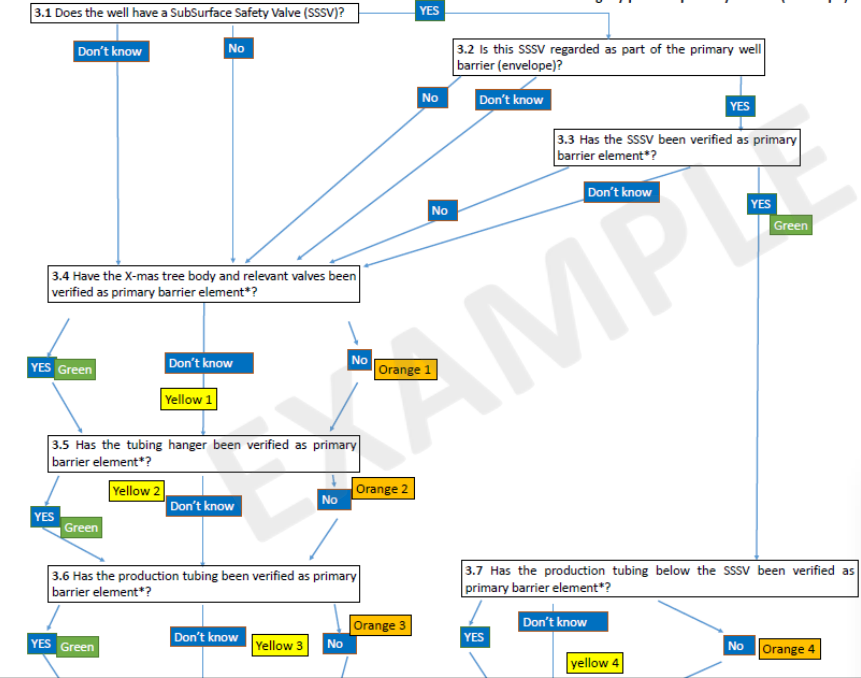 3.1 Does the well have a SubSurface Safety Valve (SSSV)?
YES
Don't know
No
3.2 Is this SSSV regarded as part of the primary well
barrier (envelope)?
No
Don't know
YES
3.3 Has the SSSV been verified as primary
barrier element*?
No
Don't know
YES
Green
3.4 Have the X-mas tree body and relevant valves been
verified as primary barrier element*?
YES
Green
Don't know
Yellow 1
No
Orange 1
3.5 Has the tubing hanger been verified as primary
barrier element*?
YES
Green
Yellow 2
Don't know
No
Orange 2
3.6 Has the production tubing been verified as primary
barrier element*?
YES
Green
Don't know
Yellow 3
No
Orange 3
3.7 Has the production tubing below the SSSV been verified as
primary barrier element*?
YES
Don't know
yellow 4
No
Orange 4
EXAMPLE